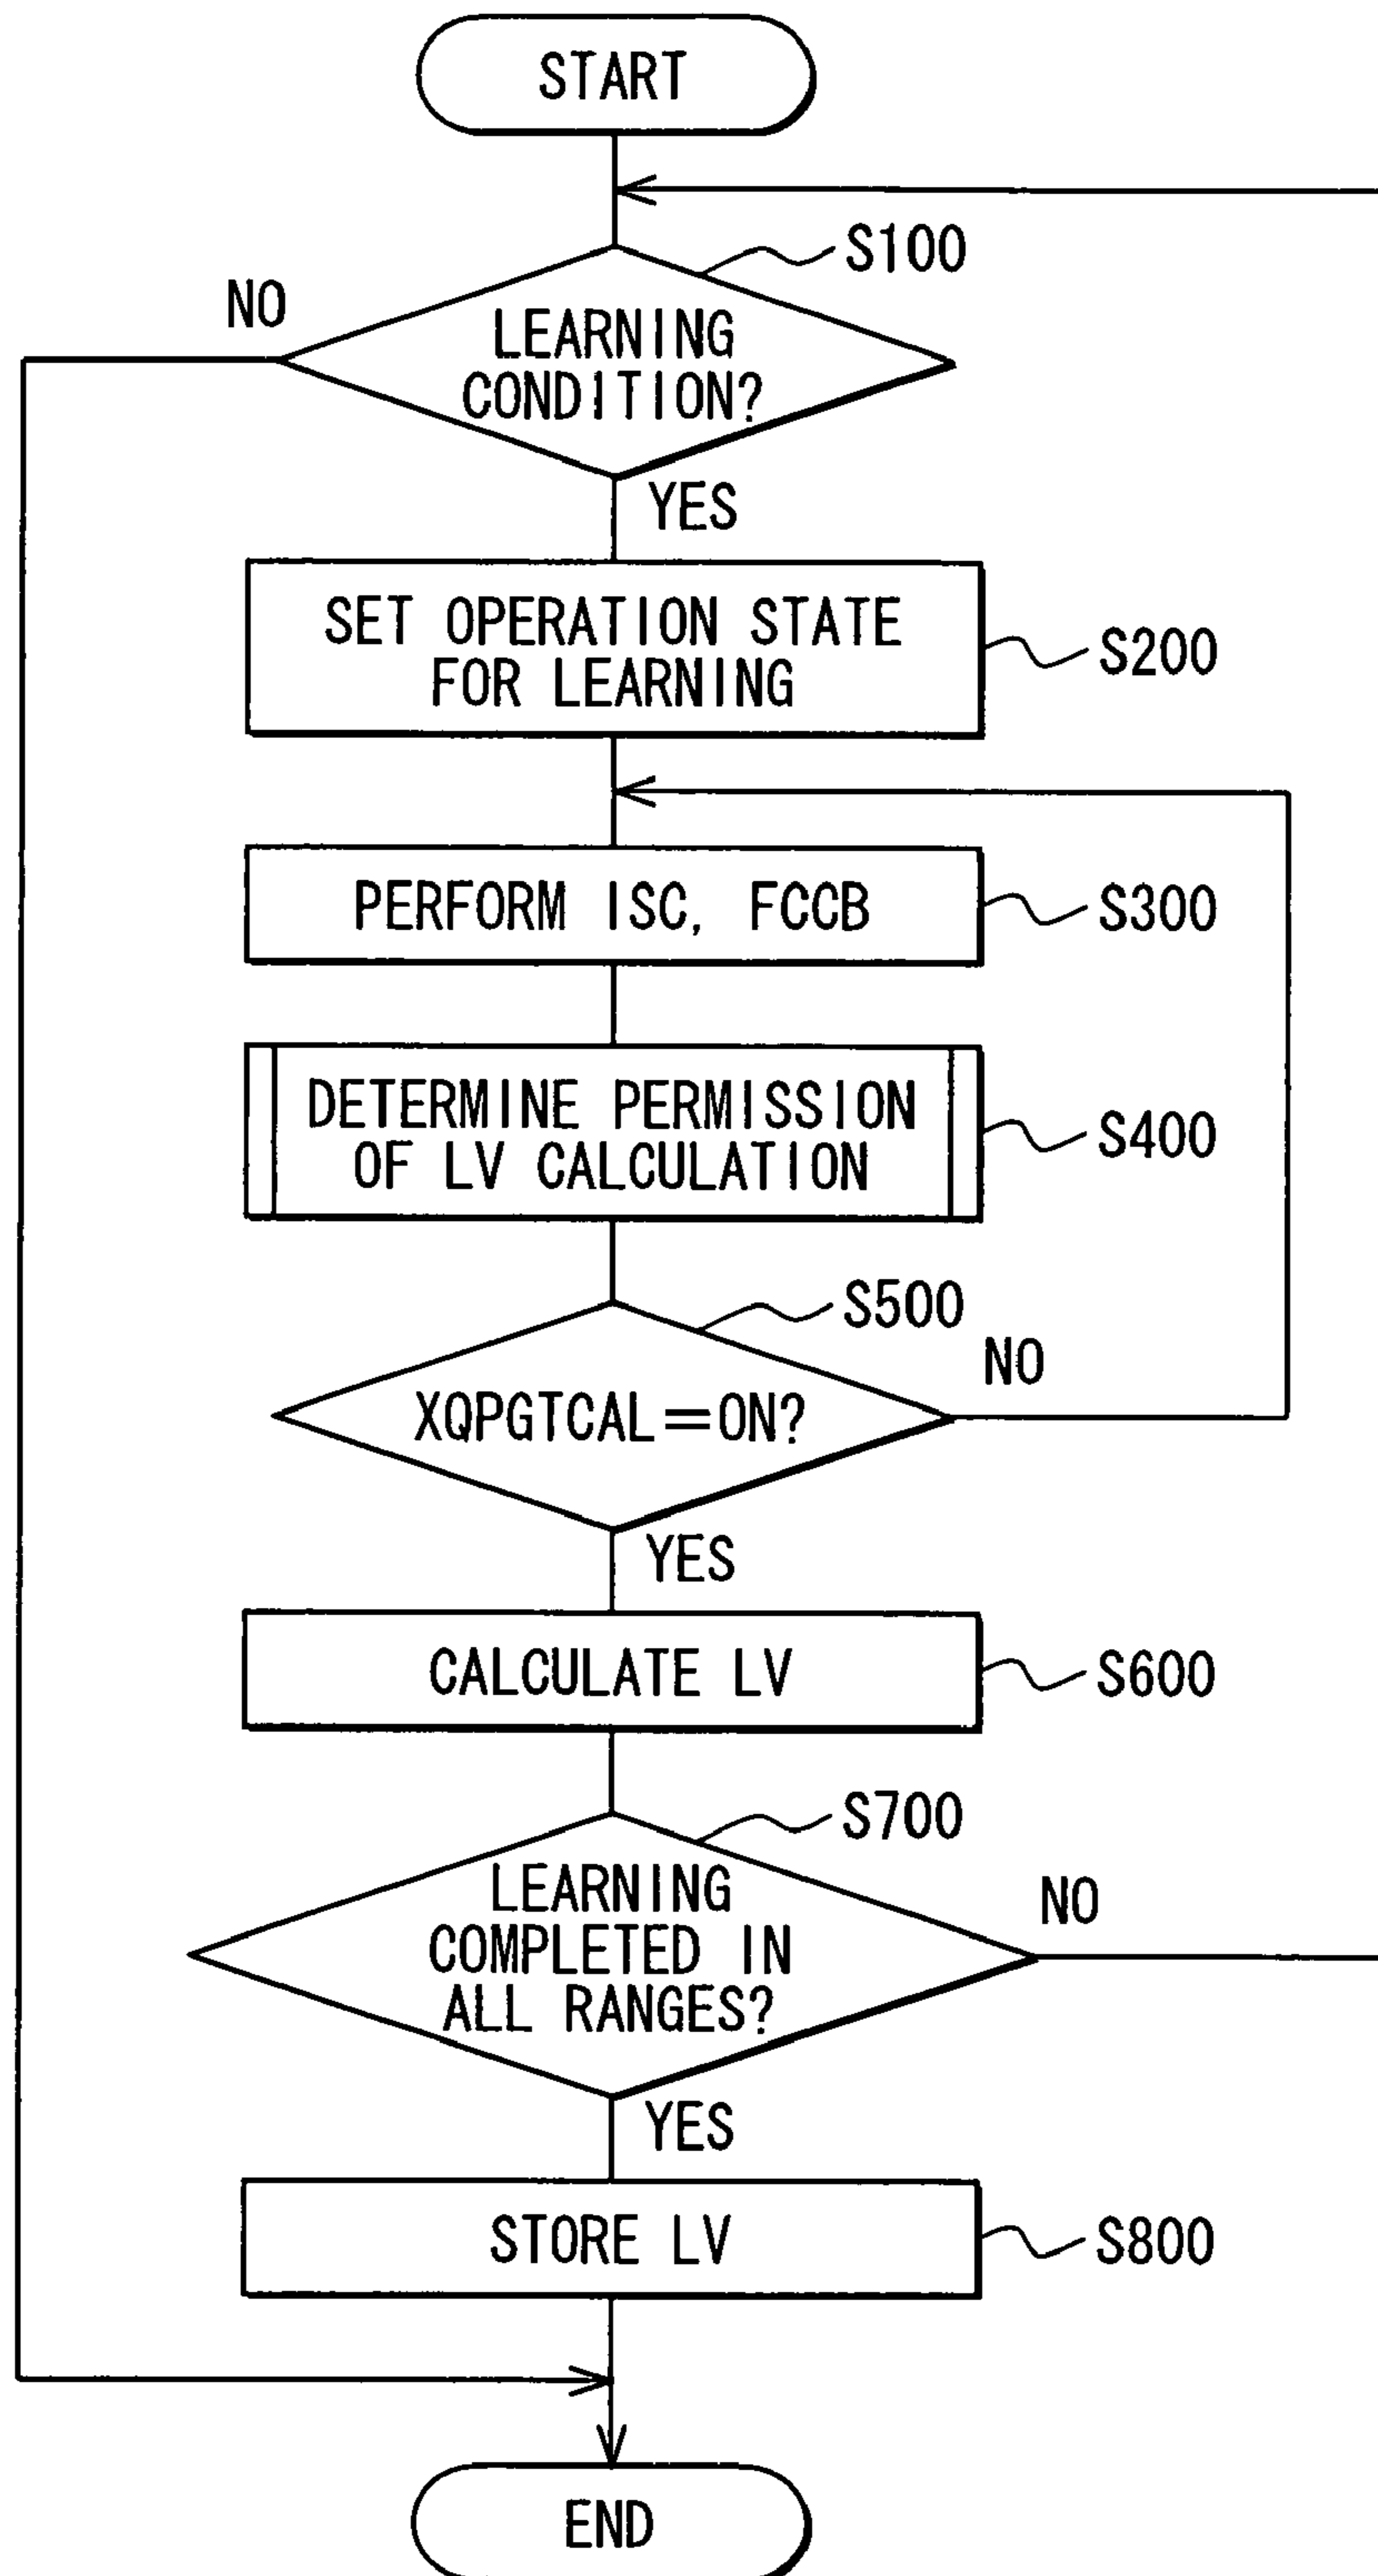 START
S100
NO
LEARNING
CONDITION?
YES
SET OPERATION STATE
FOR LEARNING
S200
PERFORM ISC, FCCB
S300
DETERMINE PERMISSION
OF LV CALCULATION
S400
S500
NO
XQPGTCAL=ON?
YES
CALCULATE LV
S600
S700
LEARNING
COMPLETED IN
ALL RANGES?
NO
YES
STORE LV
S800
END